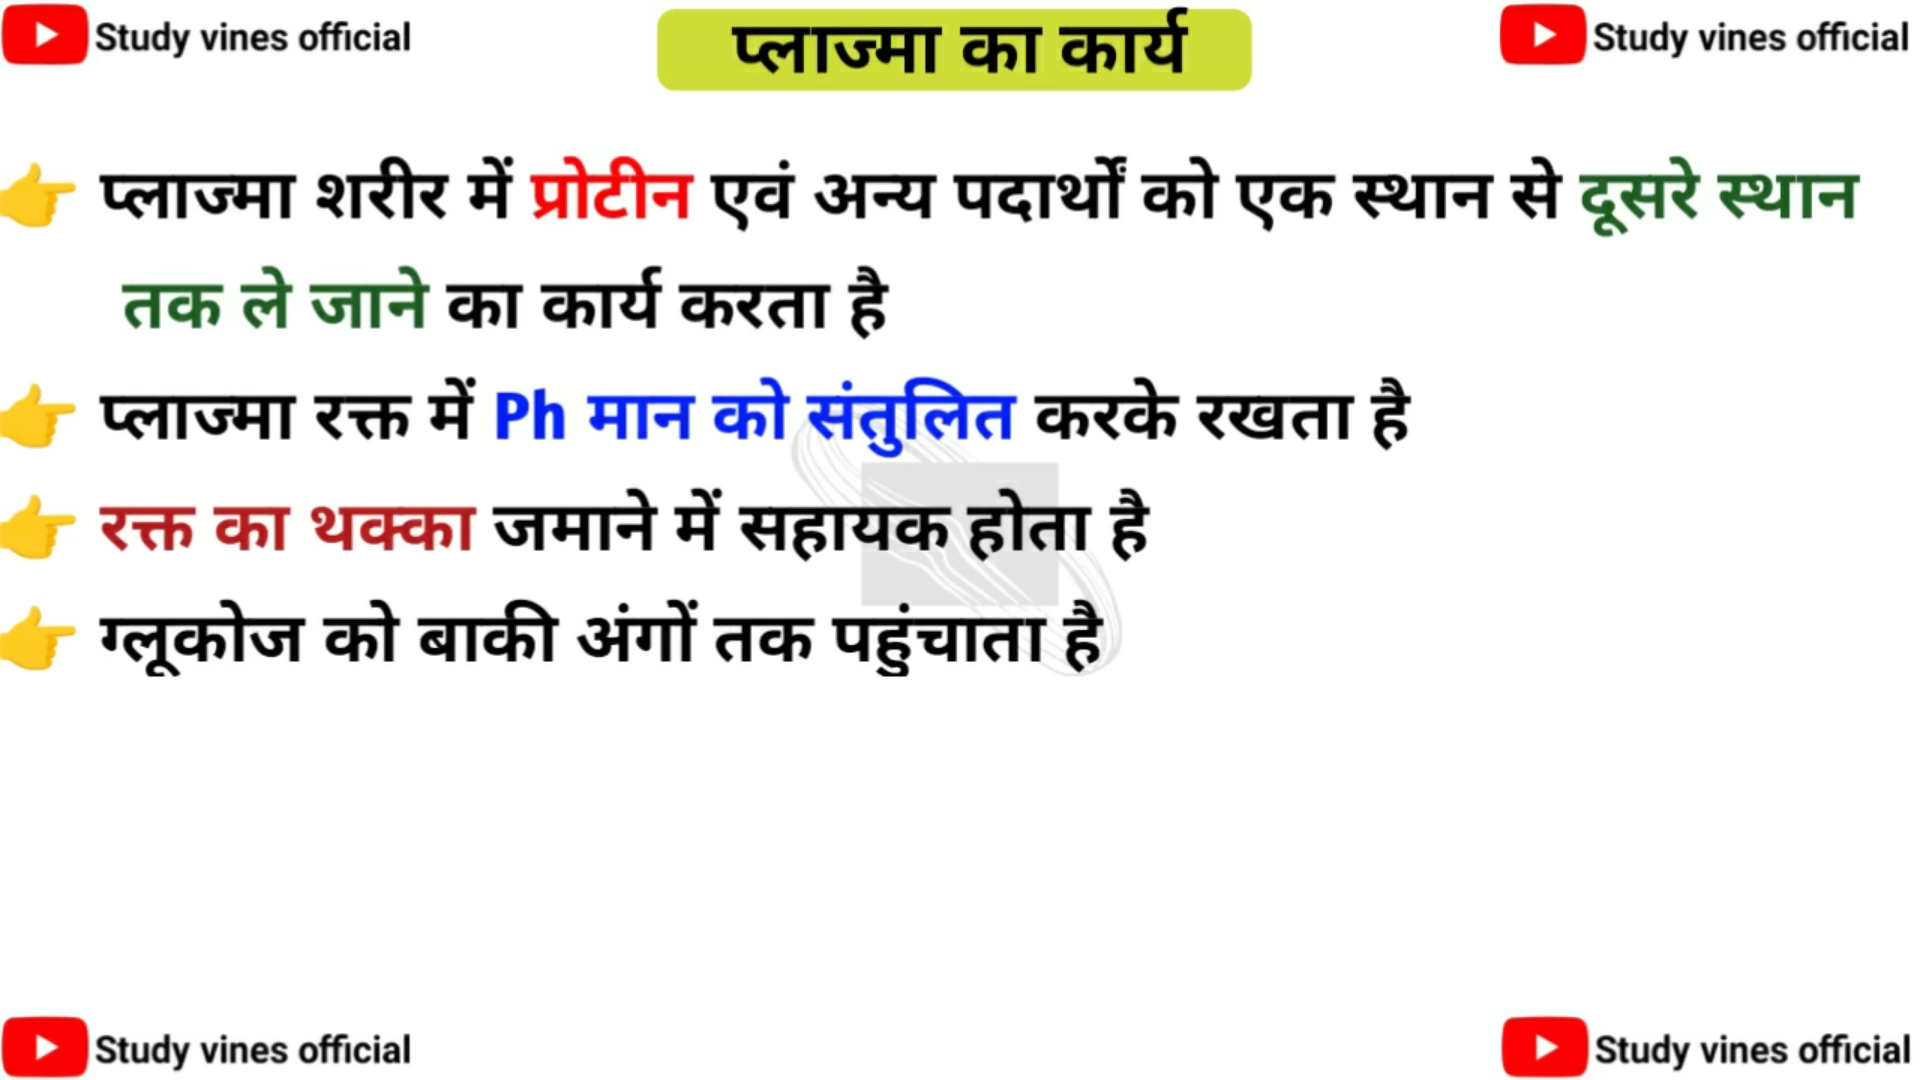 Study vines official
प्लाज्मा का कार्य
Study vines official
👉 प्लाज्मा शरीर में प्रोटीन एवं अन्य पदार्थों को एक स्थान से दूसरे स्थान
तक ले जाने का कार्य करता है
👉 प्लाज्मा रक्त में Ph मान को संतुलित करके रखता है
👉 रक्त का थक्का जमाने में सहायक होता है
👉 ग्लूकोज को बाकी अंगों तक पहुंचाता है
Study vines official
Study vines official